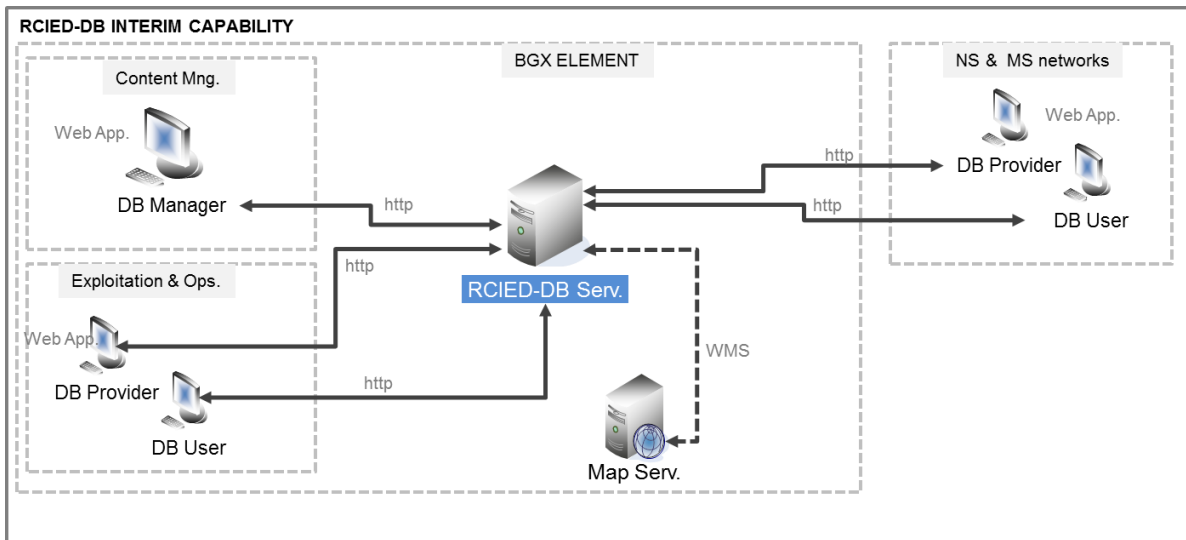 RCIED-DB INTERIM CAPABILITY
BGX ELEMENT
NS & MS networks
Content Mng.
Web App.
DB Manager
http
http
Exploitation & Ops.
Web App.
DB Provider
http
DB User
RCIED-DB Serv.
WMS
Map Serv.
http
Web App.
DB Provider
http
DB User